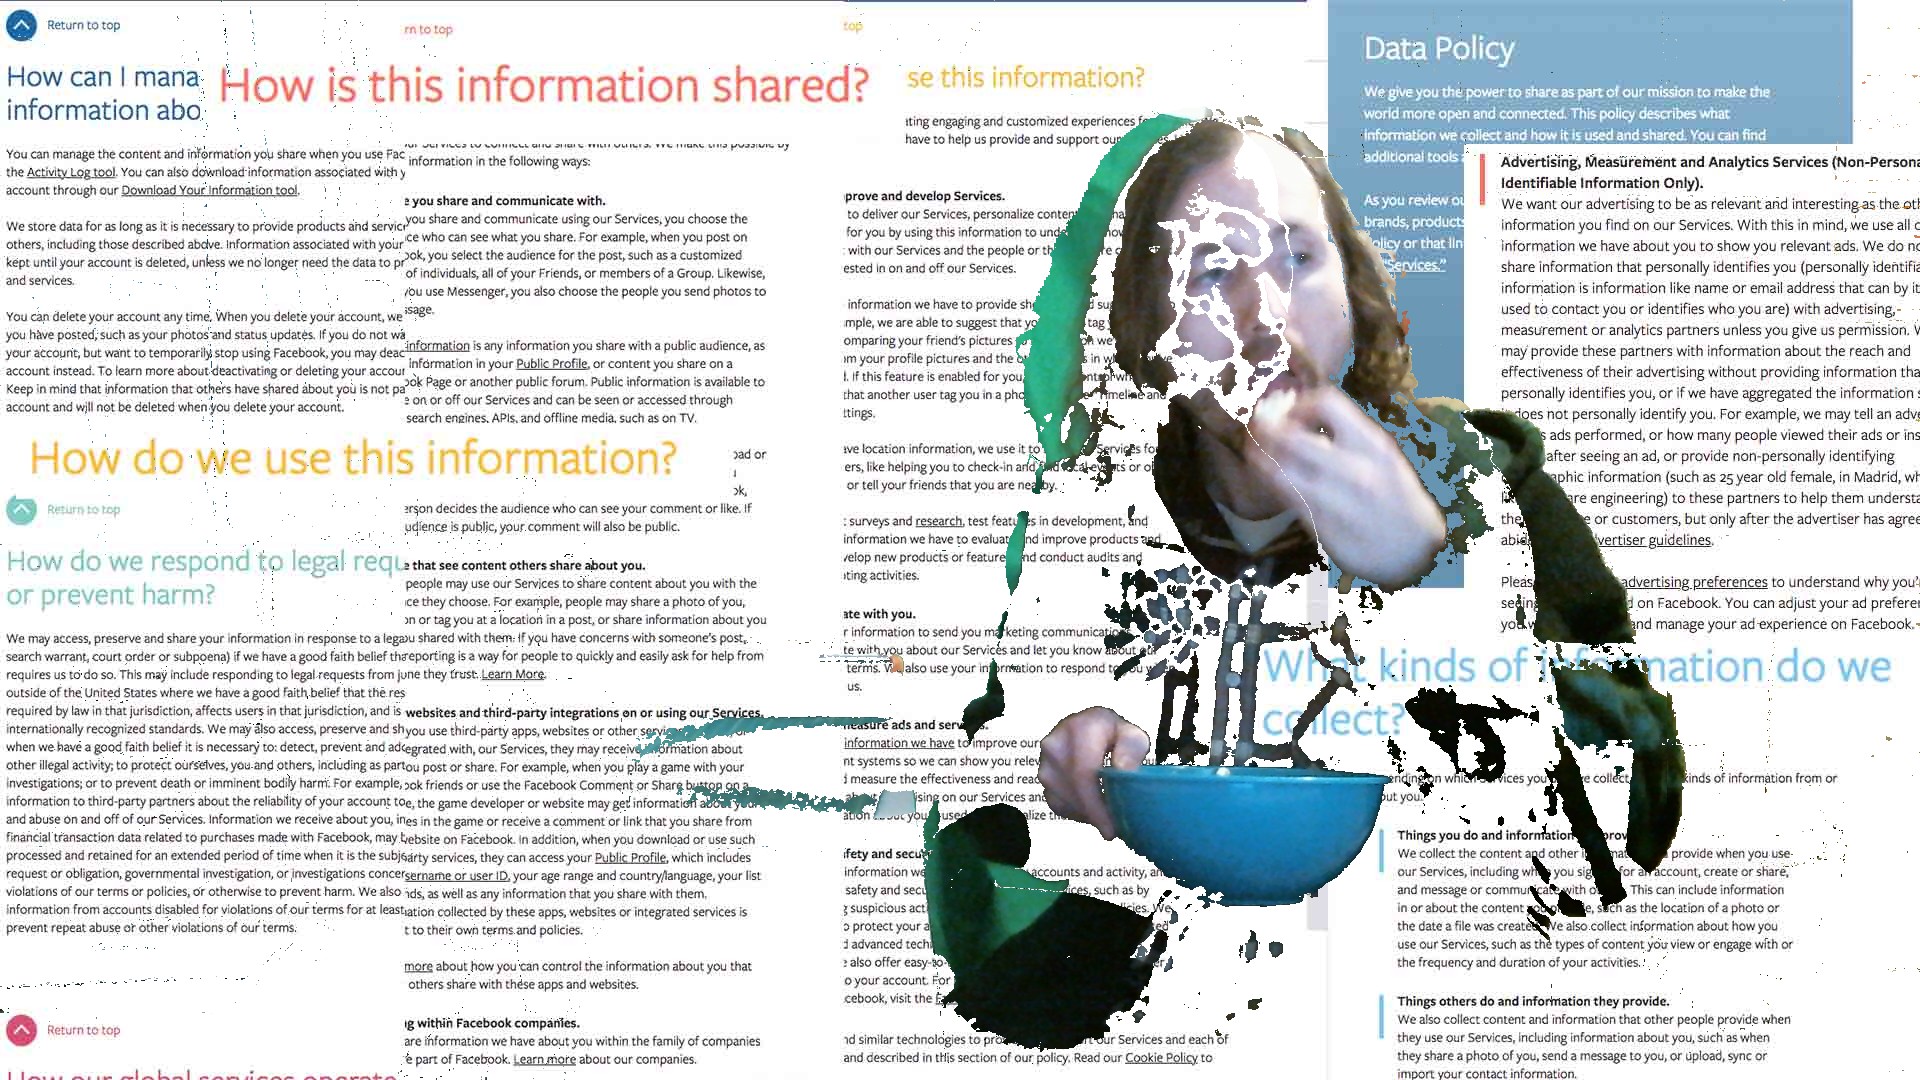 Return to top
How can I mana
information abo
You can manage the content and information you share when you use Fac
the Activity Log tool. You can also download information associated with y
account through our Download Your Information tool.
We store data for as long as it is necessary to provide products and service
others, including those described above. Information associated with your
kept until your account is deleted, unless we no longer need the data to pr
and services.
You can delete your account any time. When you delete your account, we
you have posted, such as your photos and status updates. If you do not wa
your account, but want to temporarily stop using Facebook, you may deac
account instead. To learn more about deactivating or deleting your accour
Keep in mind that information that others have shared about you is not pa
account and will not be deleted when you delete your account.
How do we use this information?
Return to top
How do we respond to legal requ
or prevent harm?
We may access, preserve and share your information in response to a lega
search warrant, court order or subpoena) if we have a good faith belief th
requires us to do so. This may include responding to legal requests from j
outside of the United States where we have a good faith belief that the res
required by law in that jurisdiction, affects users in that jurisdiction, and is
internationally recognized standards. We may also access, preserve and sh
when we have a good faith belief it is necessary to: detect, prevent and add
other illegal activity; to protect ourselves, you and others, including as part
investigations; or to prevent death or imminent bodily harm. For example,
information to third-party partners about the reliability of your account to
and abuse on and off of our Services. Information we receive about you, in
financial transaction data related to purchases made with Facebook, may b
processed and retained for an extended period of time when it is the subje
request or obligation, governmental investigation, or investigations concer
violations of our terms or policies, or otherwise to prevent harm. We also
information from accounts disabled for violations of our terms for at least
prevent repeat abuse or other violations of our terms.
Return to top
How our global services operate
rn to top
How is this information shared?
information in the following ways:
e you share and communicate with.
you share and communicate using our Services, you choose the
ce who can see what you share. For example, when you post on
ook, you select the audience for the post, such as a customized
of individuals, all of your Friends, or members of a Group. Likewise,
you use Messenger, you also choose the people you send photos to
ssage.
information is any information you share with a public audience, as
information in your Public Profile, or content you share on a
ook Page or another public forum. Public information is available to
e on or off our Services and can be seen or accessed through
search engines, APIs, and offline media, such as on TV.
oad or
ok,
erson decides the audience who can see your comment or like. If
udience is public, your comment will also be public.
e that see content others share about you.
people may use our Services to share content about you with the
ce they choose. For example, people may share a photo of you,
on or tag you at a location in a post, or share information about you
ou shared with them. If you have concerns with someone's post,
reporting is a way for people to quickly and easily ask for help from
one they trust. Learn More.
websites and third-party integrations on or using our Services.
you use third-party apps, websites or other
egrated with, our Services, they may receive information about
ou post or share. For example, when you play a game with your
ook friends or use the Facebook Comment or Share button on a
e, the game developer or website may get information about your
es in the game or receive a comment or link that you share from
ebsite on Facebook. In addition, when you download or use such
arty services, they can access your Public Profile, which includes
sername or user ID, your age range and country/language, your list
nds, as well as any information that you share with them.
ation collected by these apps, websites or integrated services is
t to their own terms and policies.
more about how you can control the information about you that
others share with these apps and websites.
g within Facebook companies.
are information we have about you within the family of companies
e part of Facebook. Learn more about our companies.
top
se this information?
ating engaging and customized experiences
have to help us provide and support our
prove and develop Services.
to deliver our Services, personalize content
for you by using this information to
with our Services and the people or
ested in on and off our Services.
information we have to provide
mple, we are able to suggest that tag
omparing your friend's pictures we
om your profile pictures and the in
d. If this feature is enabled for you,
that another user tag you in a Timeline and
ttings.
ave location information, we use it to Services for
ers, like helping you to check-in and find local events or
or tell your friends that you are nearby.
surveys and research, test features in development, and
information we have to evaluate and improve products and
velop new products or features and conduct audits and
ting activities.
ate with you.
r information to send you marketing communications
te with you about our Services and let you know about our
terms. We also use your information to respond to you
us.
easure ads and services.
information we have to improve our
nt systems so we can show you
d measure the effectiveness and
on our Services and
afety and
information we accounts and activity,
safety and such as by
suspicious We
o protect your
d advanced
e also offer
o your account. For
cebook, visit the
nd similar technologies to our Services and each of
and described in this section of our policy. Read our Cookie Policy to
Data Policy
We give you the power to share as part of our mission to make the
world more open and connected. This policy describes what
information we collect and how it is used and shared. You can find
additional tools
As you review
brands, products
olicy or that
Services."
Advertising, Measurement and Analytics Services (Non-Persona
Identifiable Information Only).
We want our advertising to be as relevant and interesting as the oth
information you find on our Services. With this in mind, we use all o
information we have about you to show you relevant ads. We do no
share information that personally identifies you (personally identifia
information is information like name or email address that can by it
used to contact you or identifies who you are) with advertising,
measurement or analytics partners unless you give us permission. W
may provide these partners with information about the reach and
effectiveness of their advertising without providing information tha
personally identifies you, or if we have aggregated the information s
it does not personally identify you. For example, we may tell an adve
ads performed, or how many people viewed their ads or ins
after seeing an ad, or provide non-personally identifying
aphic information (such as 25 year old female, in Madrid, wh
are engineering) to these partners to help them understa
the or customers, but only after the advertiser has agree
vertiser guidelines.
advertising preferences to understand why you'
seeing on Facebook. You can adjust your ad preferen
and manage your ad experience on Facebook.
What kinds of information do we
collect?
which you collect kinds of information from or
out you.
Things you do and information
We collect the content and other provide when you use
our Services, including when you sign for an account, create or share,
and message or communicate with This can include information
in or about the content such as the location of a photo or
the date a file was created. We also collect information about how you
use our Services, such as the types of content you view or engage with or
the frequency and duration of your activities.
Things others do and information they provide.
We also collect content and information that other people provide when
they use our Services, including information about you, such as when
they share a photo of you, send a message to you, or upload, sync or
import your contact information.